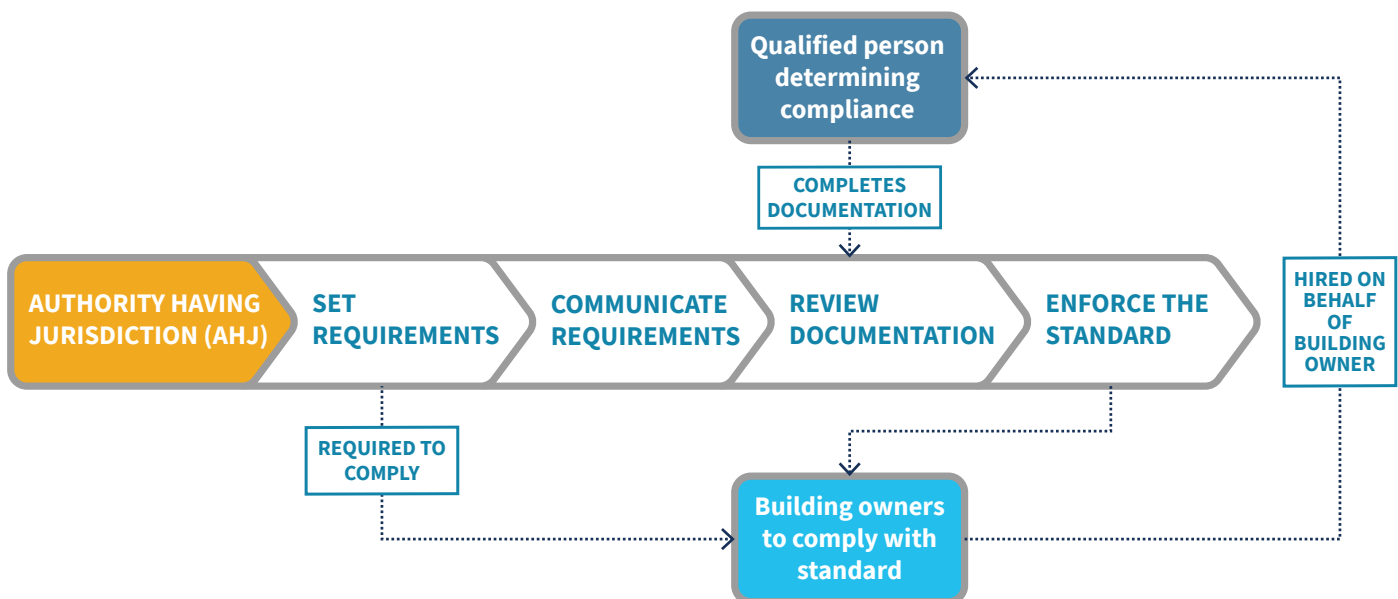 Qualified person
determining
compliance
COMPLETES
DOCUMENTATION
AUTHORITY HAVING
JURISDICTION (AHJ)
SET
REQUIREMENTS
COMMUNICATE
REQUIREMENTS
REVIEW
DOCUMENTATION
ENFORCE THE
STANDARD
HIRED ON
BEHALF
OF
BUILDING
OWNER
REQUIRED TO
COMPLY
Building owners
to comply with
standard